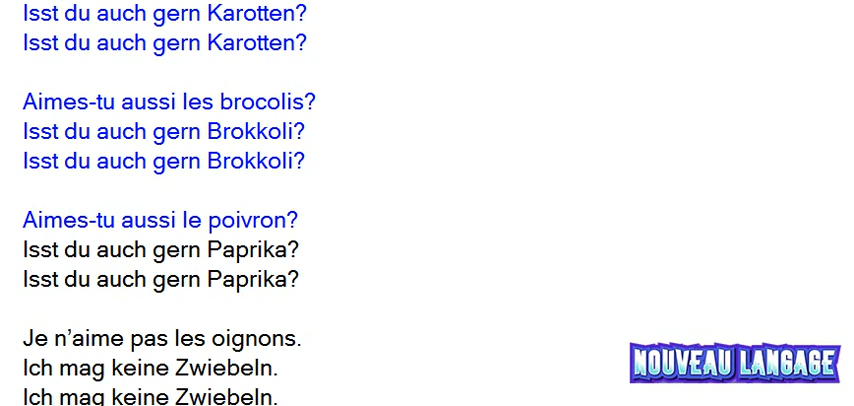 Isst du auch gern Karotten?
Isst du auch gern Karotten?
Aimes-tu aussi les brocolis?
Isst du auch gern Brokkoli?
Isst du auch gern Brokkoli?
Aimes-tu aussi le poivron?
Isst du auch gern Paprika?
Isst du auch gern Paprika?
Je n’aime pas les oignons.
Ich mag keine Zwiebeln.
Ich mag keine Zwiebeln.
NOUVEAU LANGAGE